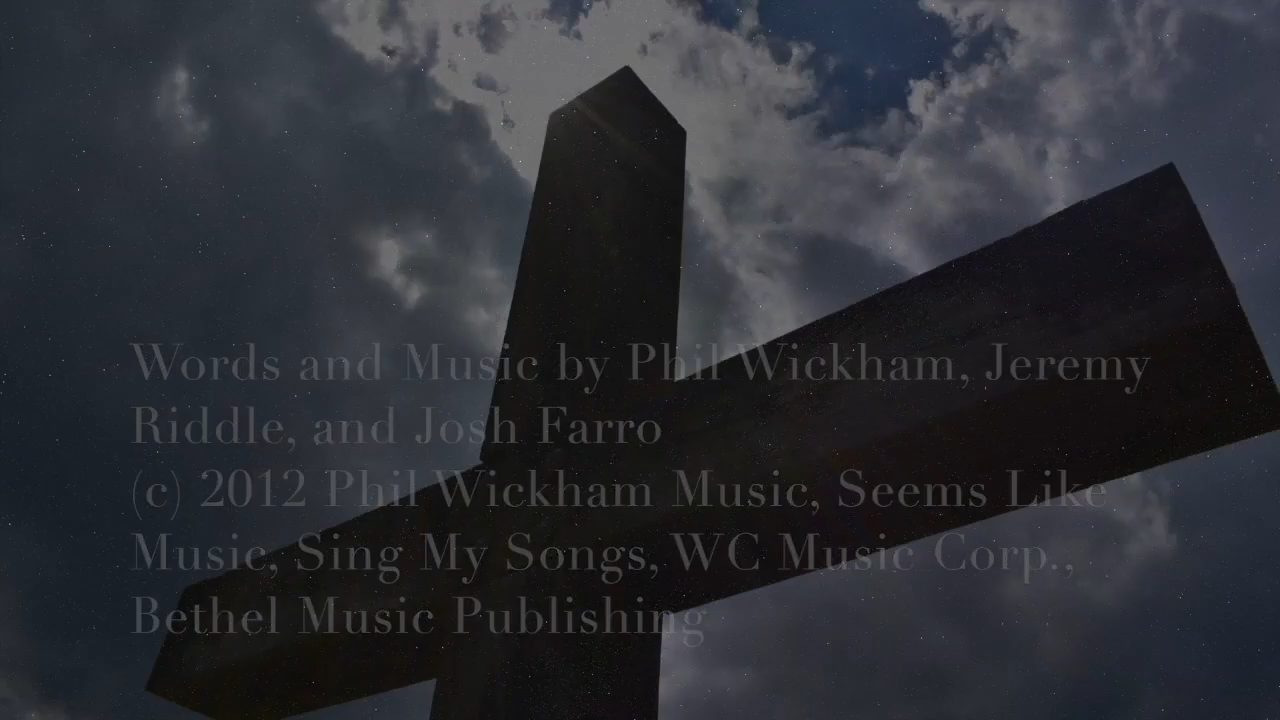 Words and Music by Phil Wickham, Jeremy
Riddle, and Josh Farro
(c) 2012 Phil Wickham Music, Seems Like
Music, Sing My Songs, WC Music Corp.,
Bethel Music Publishing